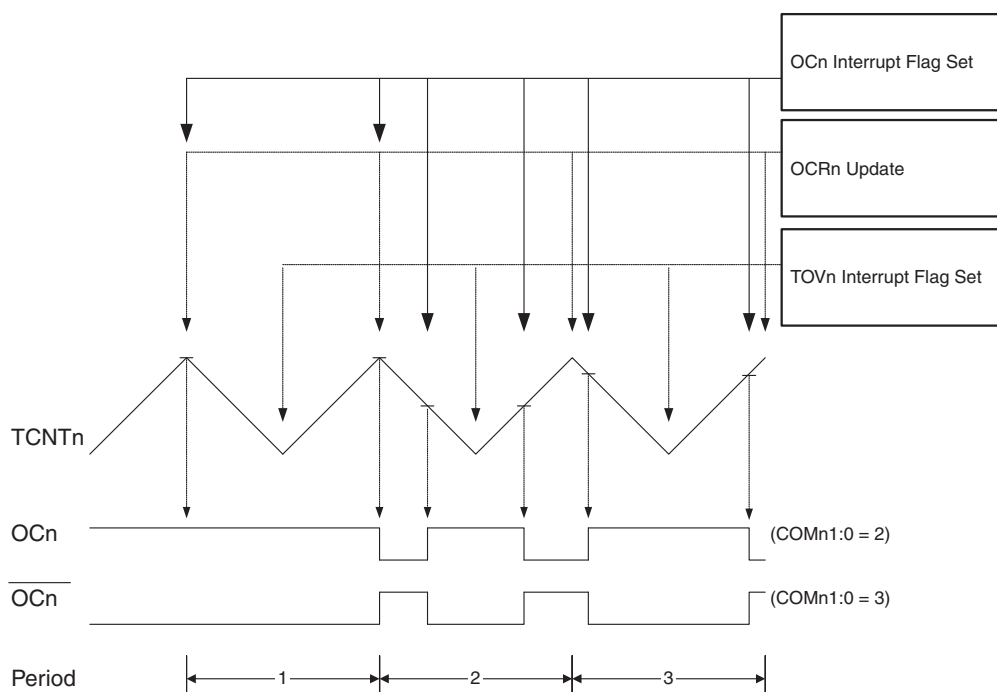 OCn Interrupt Flag Set
OCRn Update
TOVn Interrupt Flag Set
TCNTn
OCn
(COMn1:0 = 2)
OCn
(COMn1:0 = 3)
Period
1
2
3